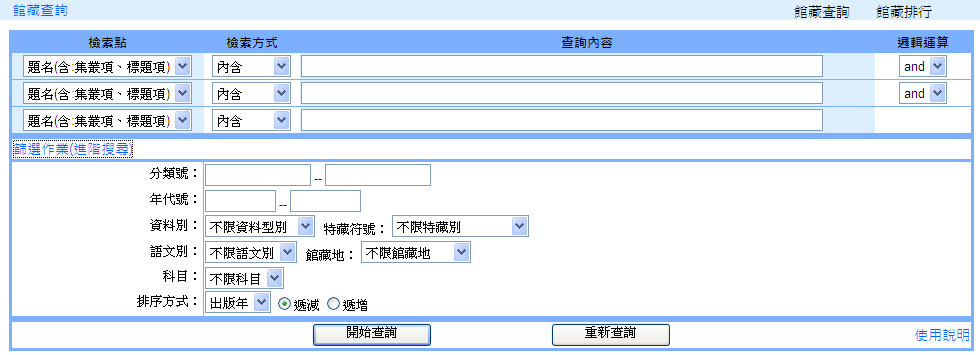 館藏查詢 館藏查詢 館藏排行
檢索點 檢索方式 查詢內容 邏輯運算
題名(含:集叢項、標題項) 內含 and
題名(含:集叢項、標題項) 內含 and
題名(含:集叢項、標題項) 內含
篩選作業(進階搜尋)
分類號： --
年代號： --
資料別： 不限資料型別 特藏符號： 不限特藏別
語文別： 不限語文別 館藏地： 不限館藏地
科目： 不限科目
排序方式： 出版年 遞減 遞增
開始查詢 重新查詢 使用說明